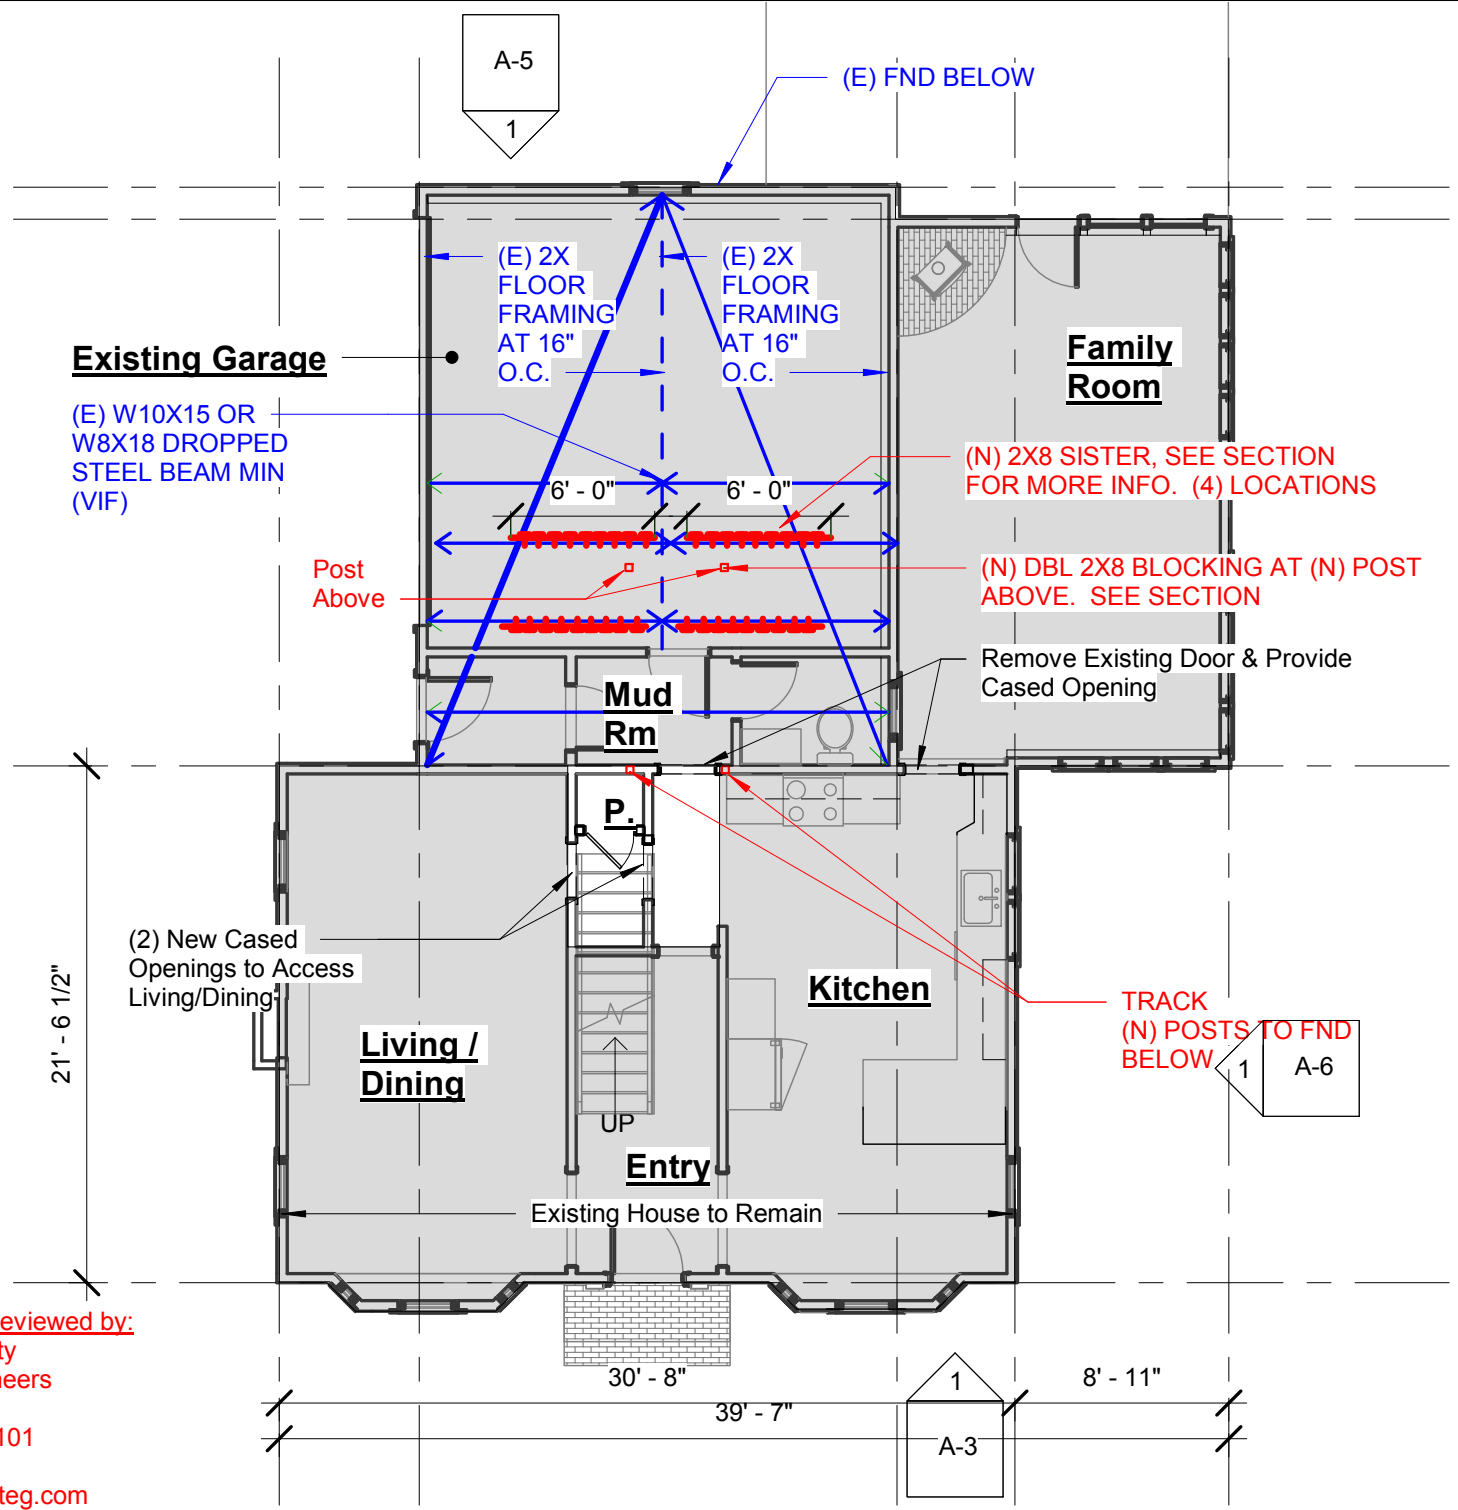 A-5
1
(E) FND BELOW
(E) 2X
FLOOR
FRAMING
AT 16"
O.C.
(E) 2X
FLOOR
FRAMING
AT 16"
O.C.
Existing Garage
(E) W10X15 OR
W8X18 DROPPED
STEEL BEAM MIN
(VIF)
Family
Room
(N) 2X8 SISTER, SEE SECTION
FOR MORE INFO. (4) LOCATIONS
6' - 0"
6' - 0"
Post
Above
(N) DBL 2X8 BLOCKING AT (N) POST
ABOVE. SEE SECTION
Remove Existing Door & Provide
Cased Opening
Mud
Rm
P.
(2) New Cased
Openings to Access
Living/Dining
21' - 6 1/2"
Living /
Dining
Kitchen
TRACK
(N) POSTS TO FND
BELOW
1
A-6
UP
Entry
Existing House to Remain
eviewed by:
ty
neers
101
teg.com
30' - 8"
8' - 11"
39' - 7"
1
A-3